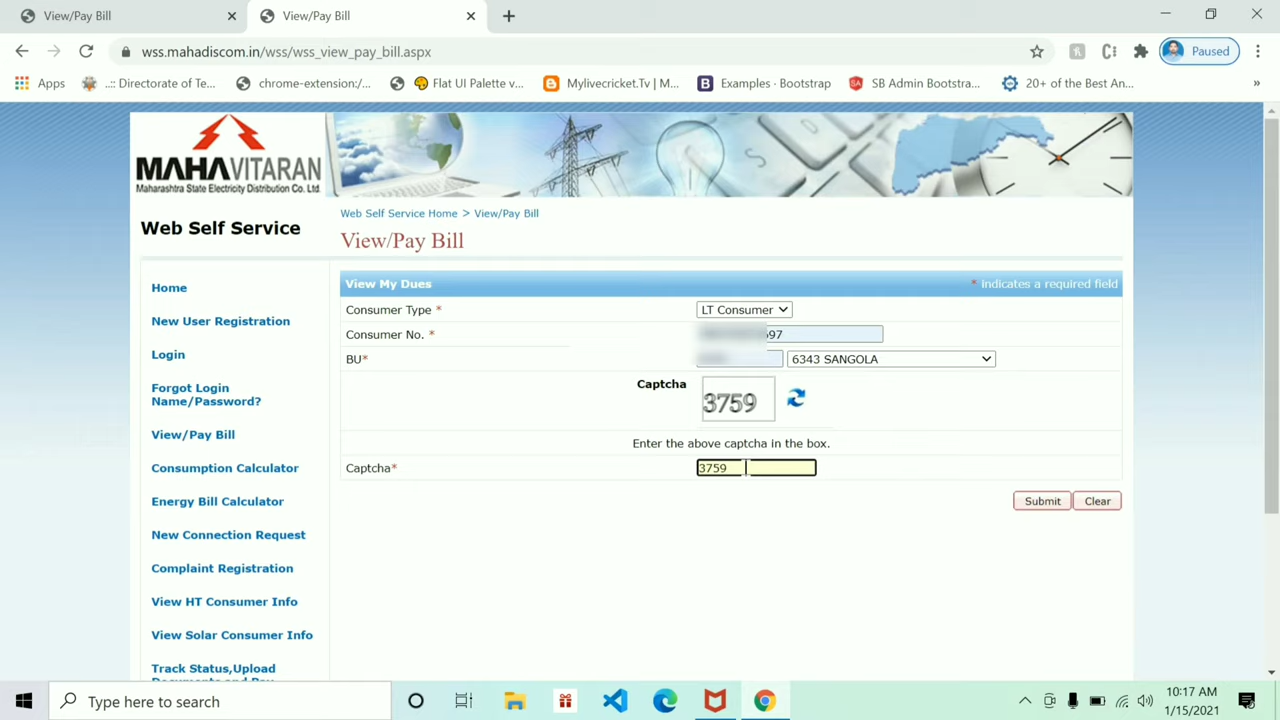 View/Pay Bill
View/Pay Bill
wss.mahadiscom.in/wss/wss_view_pay_bill.aspx
Paused
Apps
..:: Directorate of Te...
chrome-extension:/...
Flat UI Palette v...
Mylivecricket.Tv | M...
Examples · Bootstrap
SB Admin Bootstra...
20+ of the Best An...
»
MAHAVITARAN
Maharashtra State Electricity Distribution Co. Ltd.
Web Self Service
Web Self Service Home > View/Pay Bill
View/Pay Bill
Home
New User Registration
Login
Forgot Login
Name/Password?
View/Pay Bill
Consumption Calculator
Energy Bill Calculator
New Connection Request
Complaint Registration
View HT Consumer Info
View Solar Consumer Info
Track Status,Upload
Documents and Pay
View My Dues
* Indicates a required field
Consumer Type *
LT Consumer
Consumer No. *
697
BU*
6343 SANGOLA
Captcha
3759
Enter the above captcha in the box.
Captcha*
3759
Submit
Clear
Type here to search
10:17 AM
1/15/2021